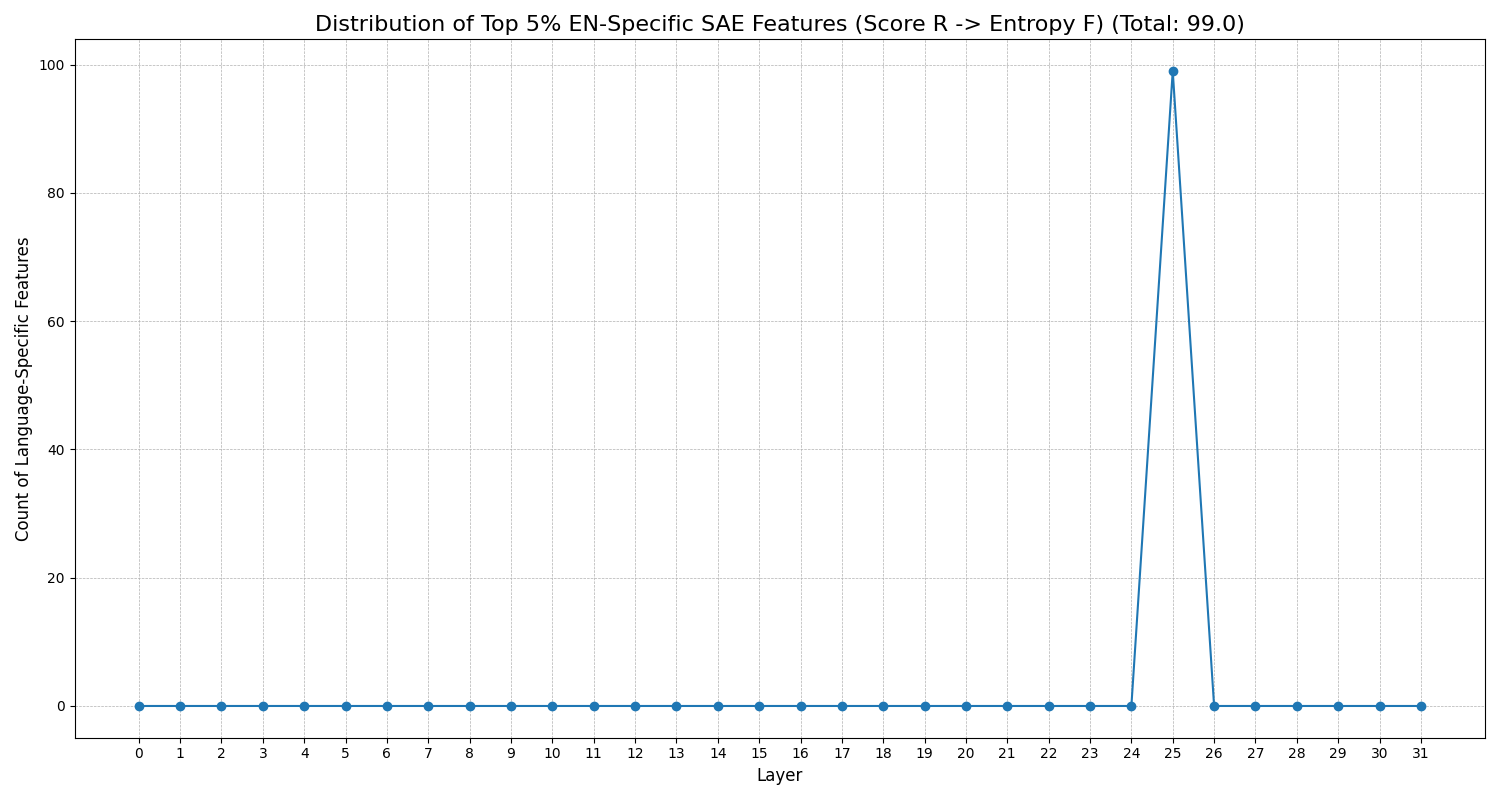 Distribution of Top 5% EN-Specific SAE Features (Score R -> Entropy F) (Total: 99.0)
Count of Language-Specific Features
100
80
60
40
20
0
0 1 2 3 4 5 6 7 8 9 10 11 12 13 14 15 16 17 18 19 20 21 22 23 24 25 26 27 28 29 30 31
Layer